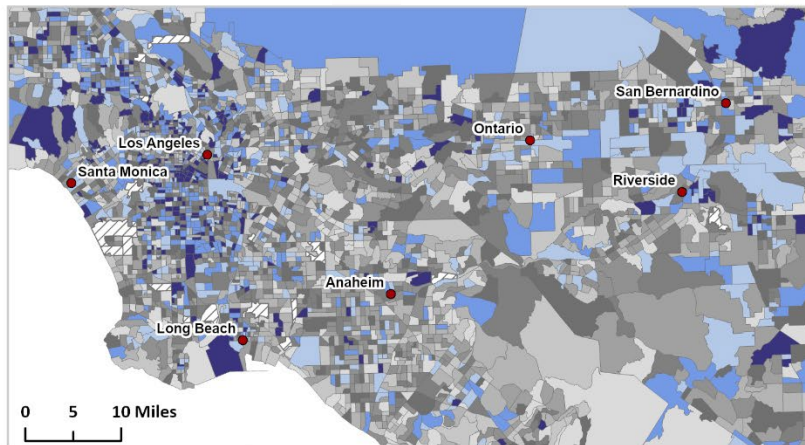 San Bernardino
Los Angeles
Ontario
Santa Monica
Riverside
Anaheim
Long Beach
0 5 10 Miles